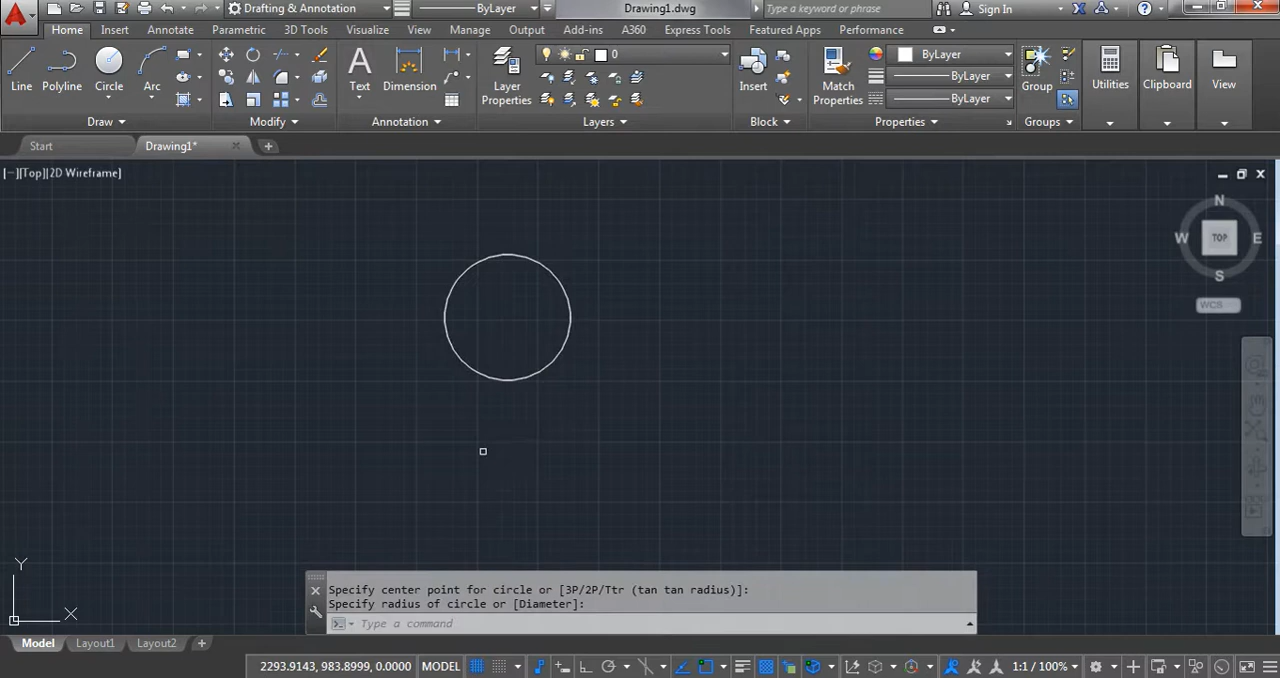 Drafting & Annotation
ByLayer
Drawing1.dwg
Type a keyword or phrase
Sign In
Home
Insert
Annotate
Parametric
3D Tools
Visualize
View
Manage
Output
Add-ins
A360
Express Tools
Featured Apps
Performance
Line
Polyline
Circle
Arc
Draw
Modify
Text
Dimension
Annotation
Layer
Properties
0
Layers
Insert
Block
Match
Properties
ByLayer
ByLayer
ByLayer
Properties
Group
Groups
Utilities
Clipboard
View
Start
Drawing1*
[−][Top][2D Wireframe]
N
W
TOP
E
S
WCS
Y
X
Specify center point for circle or [3P/2P/Ttr (tan tan radius)]:
Specify radius of circle or [Diameter]:
Type a command
Model
Layout1
Layout2
2293.9143, 983.8999, 0.0000
MODEL
1:1 / 100%